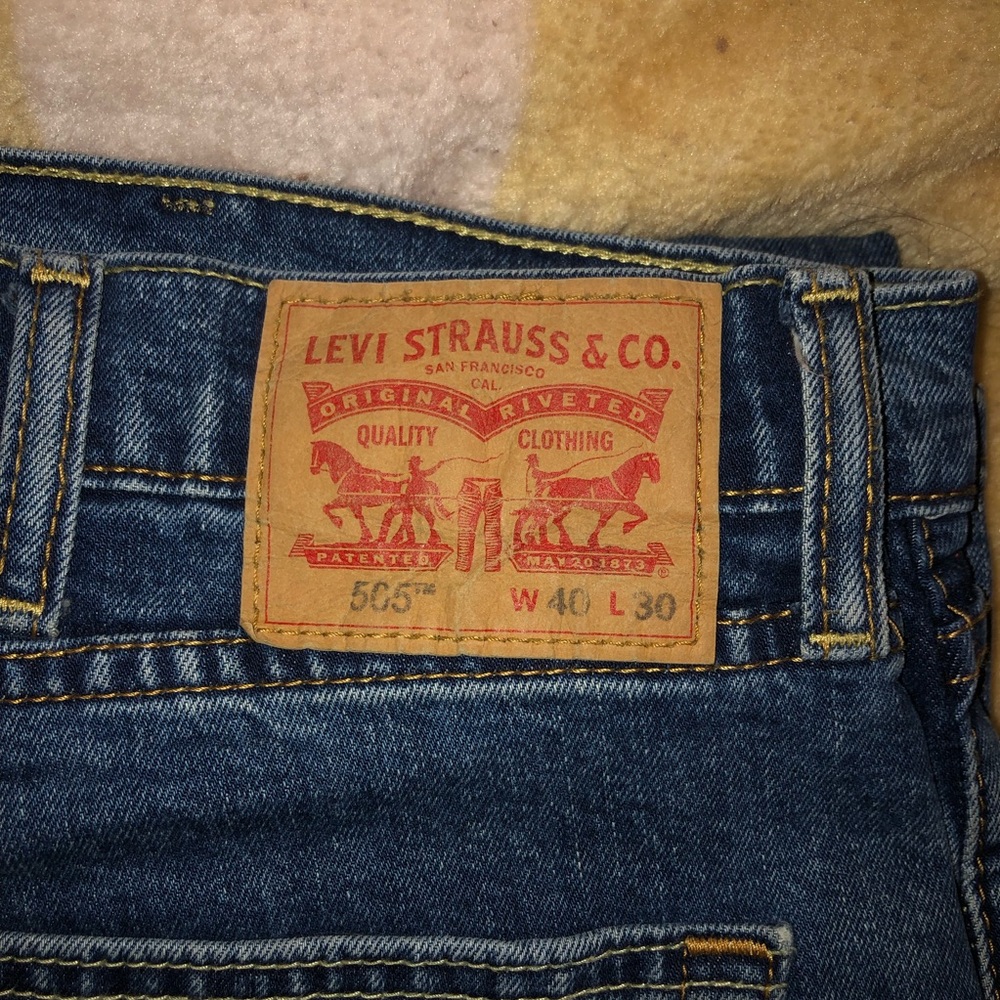 LEVI STRAUSS & CO.
SAN FRANCISCO
CAL
ORIGINAL RIVETED
QUALITY CLOTHING
PATENTED MAY 20 1873 ®
505™ W 40 L 30